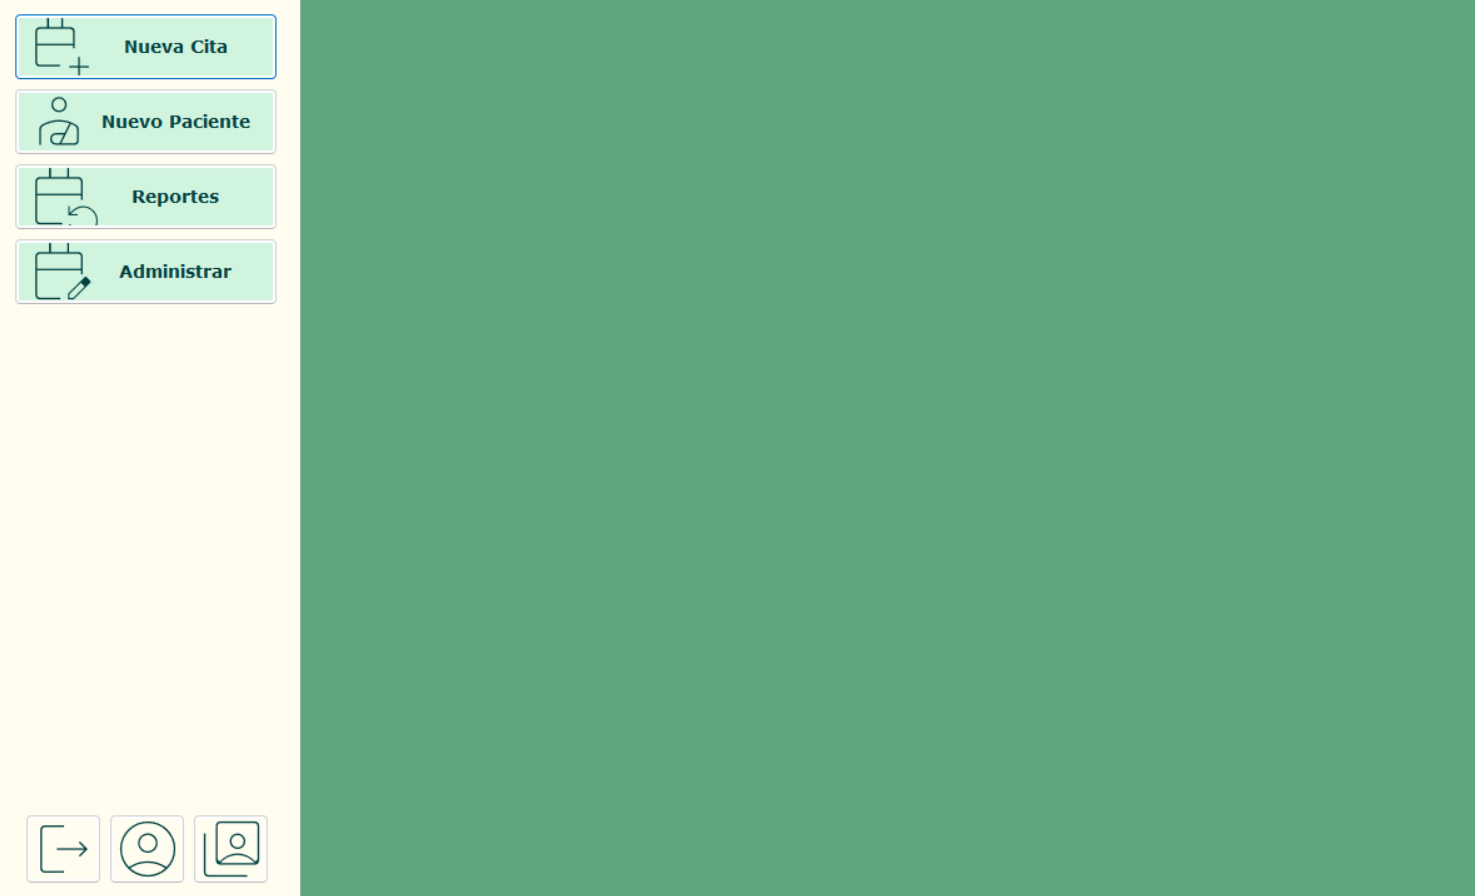 Nueva Cita
Nuevo Paciente
Reportes
Administrar